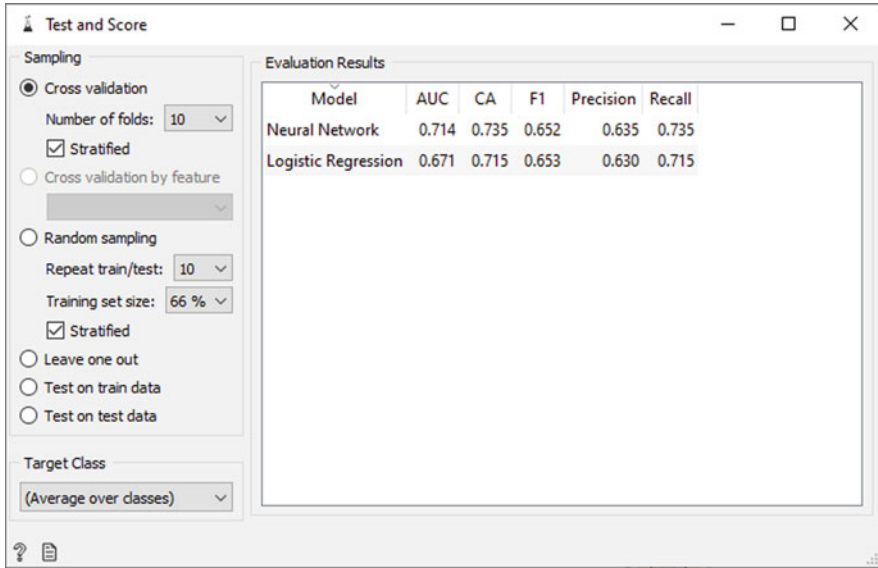 Test and Score
Sampling
Cross validation
Number of folds: 10
Stratified
Cross validation by feature
Random sampling
Repeat train/test: 10
Training set size: 66 %
Stratified
Leave one out
Test on train data
Test on test data
Target Class
(Average over classes)
?
Evaluation Results
Model AUC CA F1 Precision Recall
Neural Network 0.714 0.735 0.652 0.635 0.735
Logistic Regression 0.671 0.715 0.653 0.630 0.715